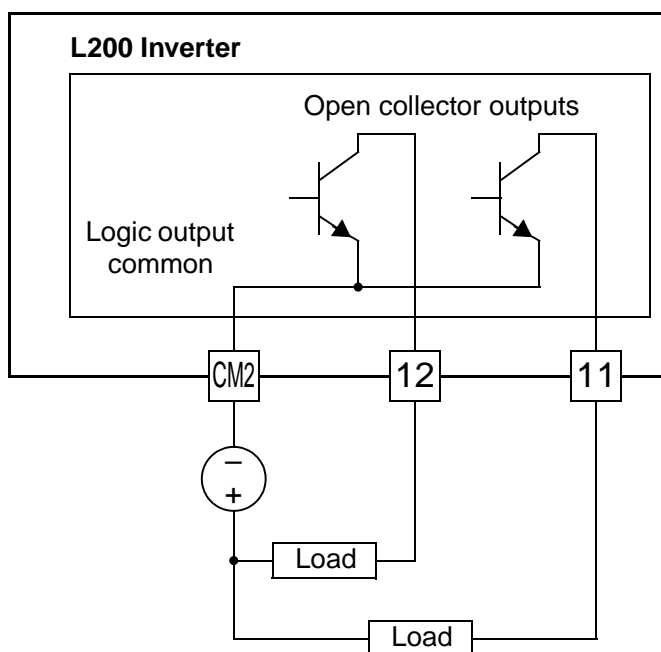 L200 Inverter
Open collector outputs
Logic output
common
CM2
12
11
–
+
Load
Load